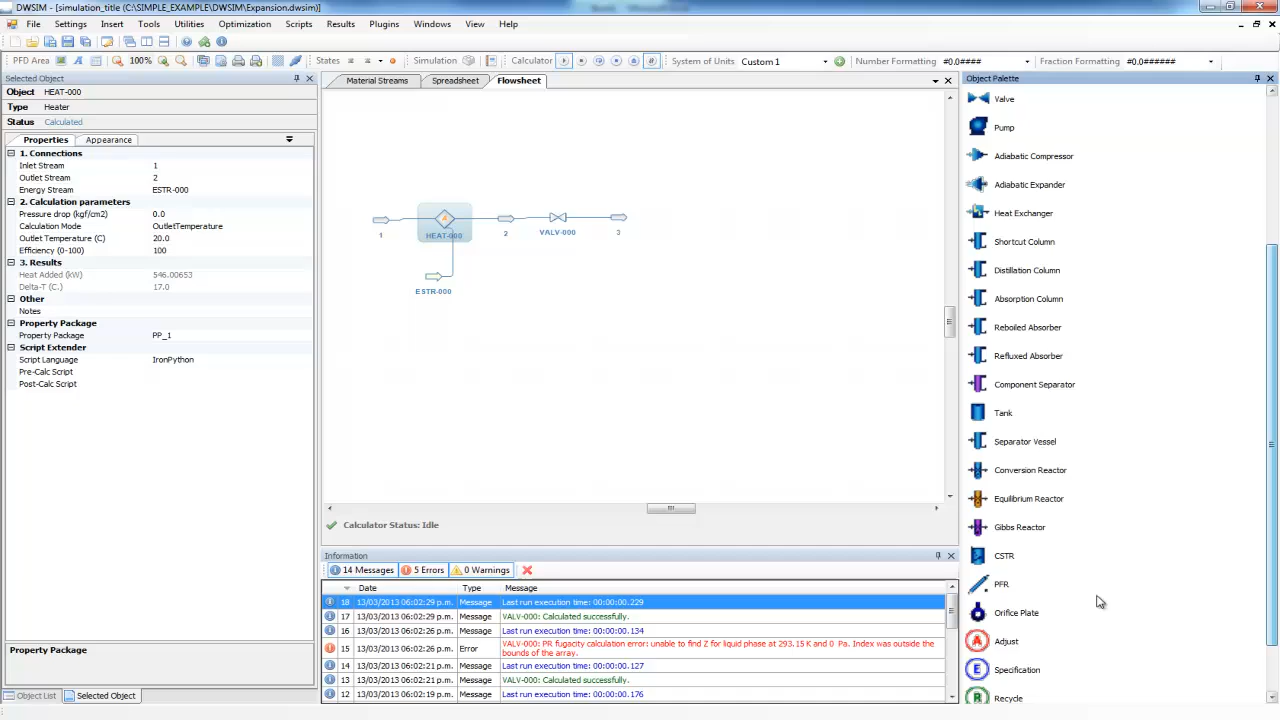 DWSIM - [simulation_title (C:\SIMPLE_EXAMPLE\DWSIM\Expansion.dwsim)]
File Settings Insert Tools Utilities Optimization Scripts Results Plugins Windows View Help
PFD Area 100% States Simulation Calculator System of Units Custom 1 Number Formatting #0.0#### Fraction Formatting #0.0######
Selected Object
Object HEAT-000
Type Heater
Status Calculated
Properties Appearance
1. Connections
Inlet Stream 1
Outlet Stream 2
Energy Stream ESTR-000
2. Calculation parameters
Pressure drop (kgf/cm2) 0.0
Calculation Mode OutletTemperature
Outlet Temperature (C) 20.0
Efficiency (0-100) 100
3. Results
Heat Added (kW) 546.00653
Delta-T (C.) 17.0
Other
Notes
Property Package
Property Package PP_1
Script Extender
Script Language IronPython
Pre-Calc Script
Post-Calc Script
Property Package
Object List Selected Object
Material Streams Spreadsheet Flowsheet
A
1 HEAT-000 2 VALV-000 3
ESTR-000
Calculator Status: Idle
Information
14 Messages 5 Errors 0 Warnings
Date Type Message
18 13/03/2013 06:02:29 p.m. Message Last run execution time: 00:00:00.229
17 13/03/2013 06:02:29 p.m. Message VALV-000: Calculated successfully.
16 13/03/2013 06:02:26 p.m. Message Last run execution time: 00:00:00.134
15 13/03/2013 06:02:26 p.m. Error VALV-000: PR fugacity calculation error: unable to find Z for liquid phase at 293.15 K and 0 Pa. Index was outside the
bounds of the array.
14 13/03/2013 06:02:21 p.m. Message Last run execution time: 00:00:00.127
13 13/03/2013 06:02:21 p.m. Message VALV-000: Calculated successfully.
12 13/03/2013 06:02:19 p.m. Message Last run execution time: 00:00:00.176
Object Palette
Valve
Pump
Adiabatic Compressor
Adiabatic Expander
Heat Exchanger
Shortcut Column
Distillation Column
Absorption Column
Reboiled Absorber
Refluxed Absorber
Component Separator
Tank
Separator Vessel
Conversion Reactor
Equilibrium Reactor
Gibbs Reactor
CSTR
PFR
Orifice Plate
A Adjust
E Specification
R Recycle